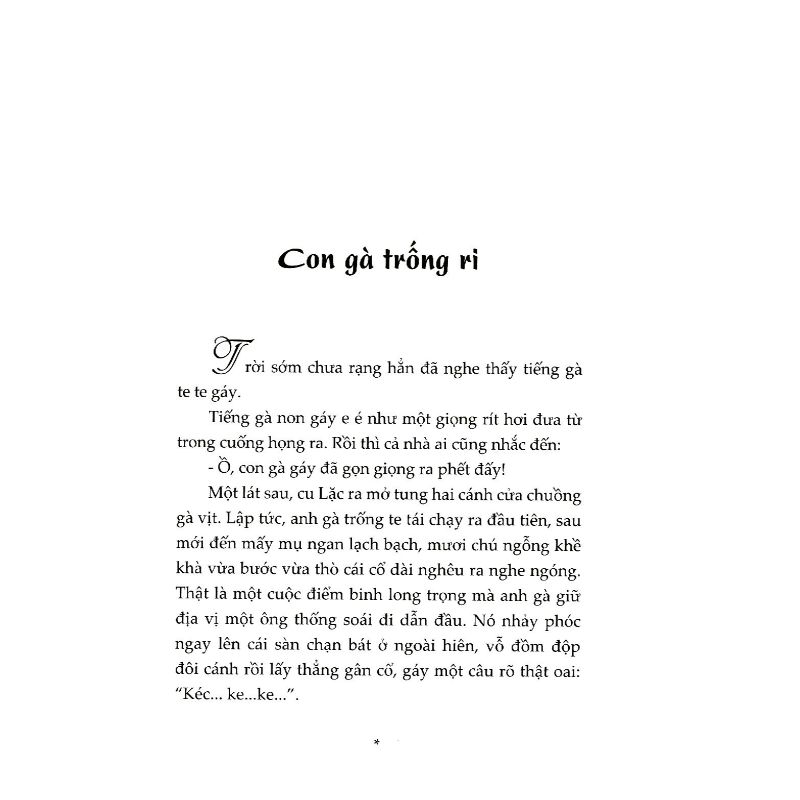 Con gà trống ri
Trời sớm chưa rạng hẳn đã nghe thấy tiếng gà
te te gáy.
Tiếng gà non gáy e é như một giọng rít hơi đưa từ
trong cuống họng ra. Rồi thì cả nhà ai cũng nhắc đến:
- Ồ, con gà gáy đã gọn giọng ra phết đấy!
Một lát sau, cu Lặc ra mở tung hai cánh cửa chuồng
gà vịt. Lập tức, anh gà trống te tái chạy ra đầu tiên, sau
mới đến mấy mụ ngan lạch bạch, mươi chú ngỗng khề
khà vừa bước vừa thò cái cổ dài nghêu ra nghe ngóng.
Thật là một cuộc điểm binh long trọng mà anh gà giữ
địa vị một ông thống soái đi dẫn đầu. Nó nhảy phóc
ngay lên cái sàn chạn bát ở ngoài hiên, vỗ đồm độp
đôi cánh rồi lấy thẳng gân cổ, gáy một câu rõ thật oai:
“Kéc... ke...ke...”.
*